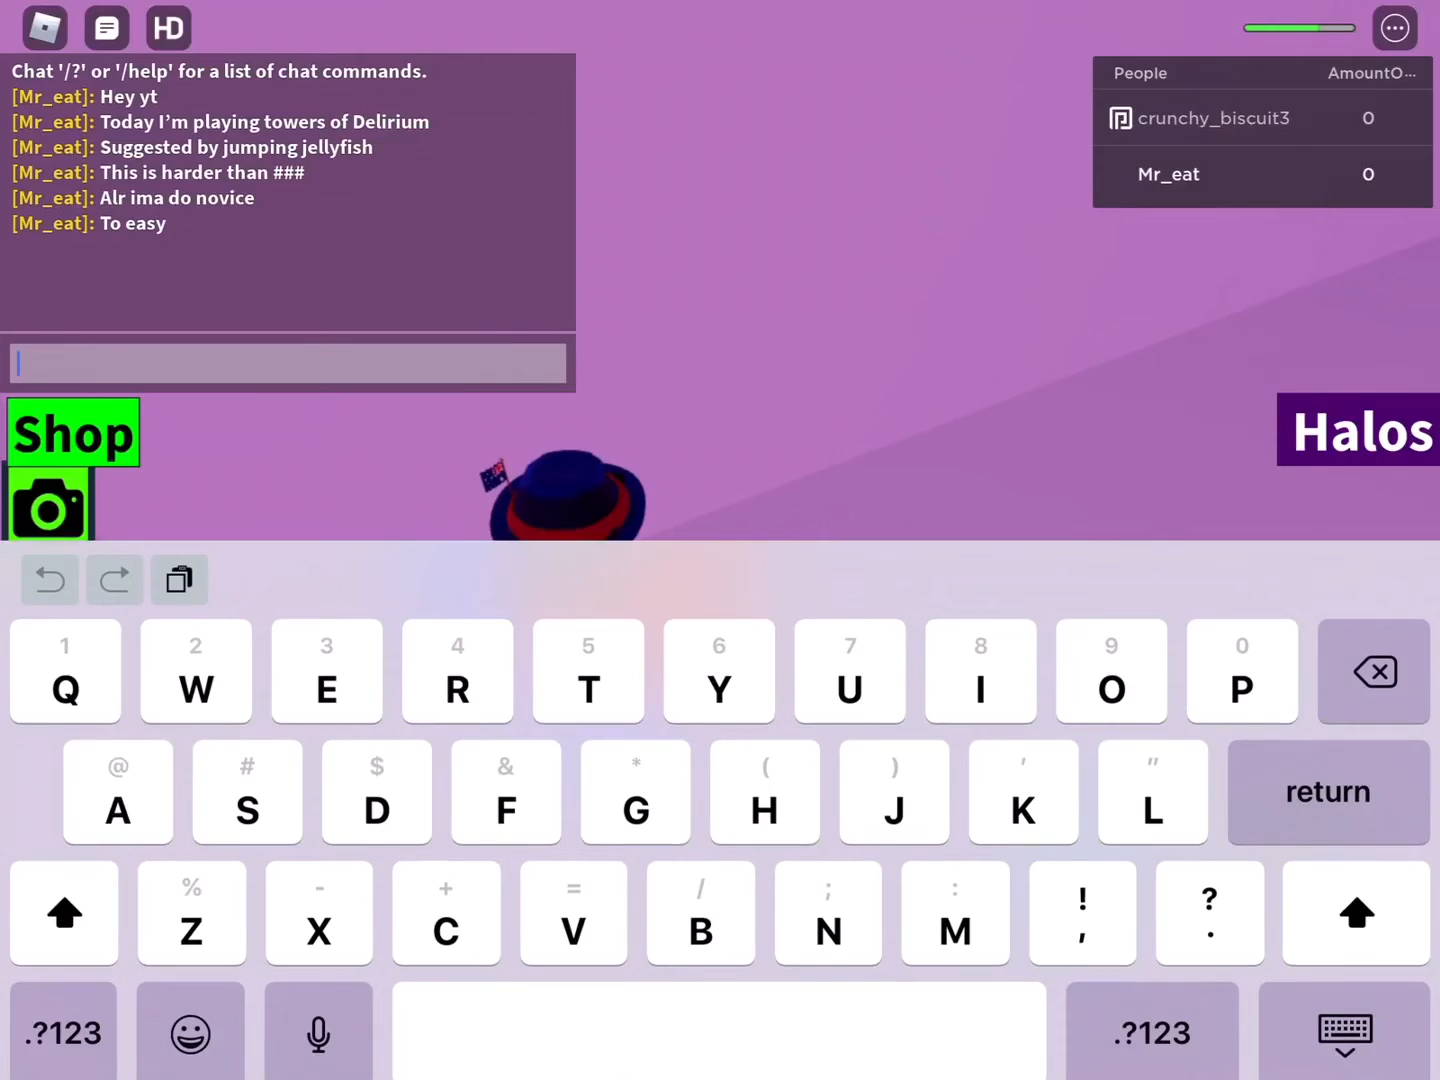 HD
Chat '/?' or '/help' for a list of chat commands.
[Mr_eat]: Hey yt
[Mr_eat]: Today I'm playing towers of Delirium
[Mr_eat]: Suggested by jumping jellyfish
[Mr_eat]: This is harder than ###
[Mr_eat]: Alr ima do novice
[Mr_eat]: To easy
People AmountO...
crunchy_biscuit3 0
Mr_eat 0
Shop
Halos
1 2 3 4 5 6 7 8 9 0
Q W E R T Y U I O P
@ # $ & * ( ) ' "
A S D F G H J K L return
% - + = / ; : ! ?
Z X C V B N M , .
.?123 .?123